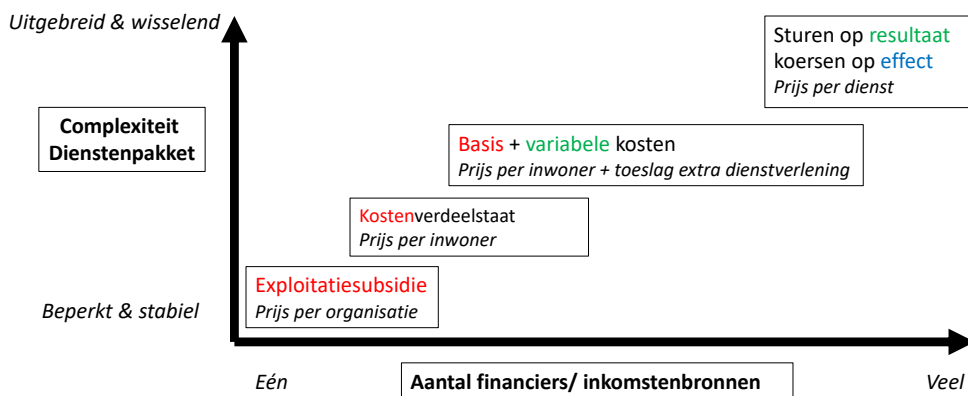 Uitgebreid & wisselend
Sturen op resultaat
koersen op effect
Prijs per dienst
Complexiteit
Dienstenpakket
Basis + variabele kosten
Prijs per inwoner + toeslag extra dienstverlening
Kostenverdeelstaat
Prijs per inwoner
Exploitatiesubsidie
Prijs per organisatie
Beperkt & stabiel
Eén
Aantal financiers/ inkomstenbronnen
Veel